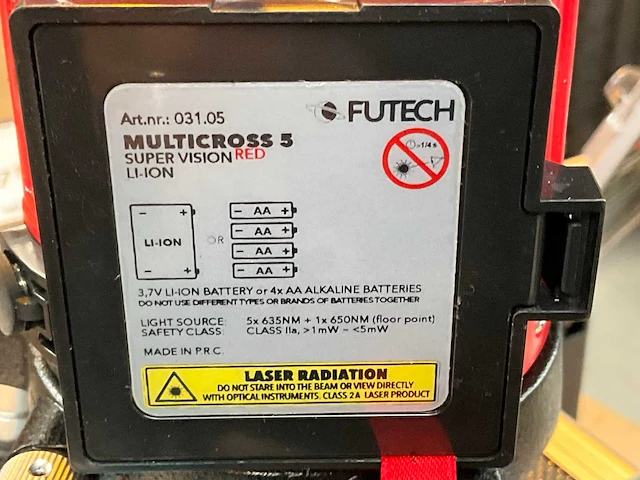 Art.nr.: 031.05
FUTECH
MULTICROSS 5
SUPER VISION RED
LI-ION
>1/4 s
- +
LI-ION
- +
OR
- AA +
- AA +
- AA +
- AA +
3,7V LI-ION BATTERY or 4x AA ALKALINE BATTERIES
DO NOT USE DIFFERENT TYPES OR BRANDS OF BATTERIES TOGETHER
LIGHT SOURCE: 5x 635NM + 1x 650NM (floor point)
SAFETY CLASS: CLASS IIa, >1mW - <5mW
MADE IN P.R.C.
LASER RADIATION
DO NOT STARE INTO THE BEAM OR VIEW DIRECTLY
WITH OPTICAL INSTRUMENTS. CLASS 2A LASER PRODUCT